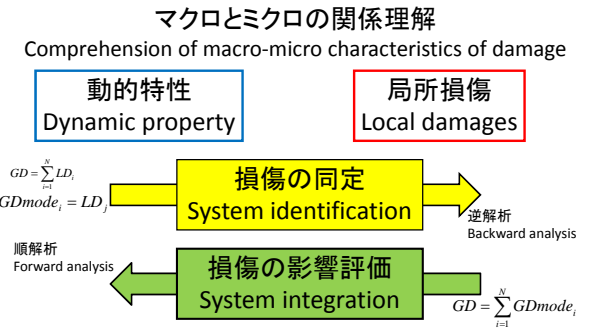 マクロとミクロの関係理解
Comprehension of macro-micro characteristics of damage
動的特性
Dynamic property
局所損傷
Local damages
GD = \sum_{i=1}^{N} LD_i
GDmode_i = LD_j
損傷の同定
System identification
逆解析
Backward analysis
順解析
Forward analysis
損傷の影響評価
System integration
GD = \sum_{i=1}^{N} GDmode_i